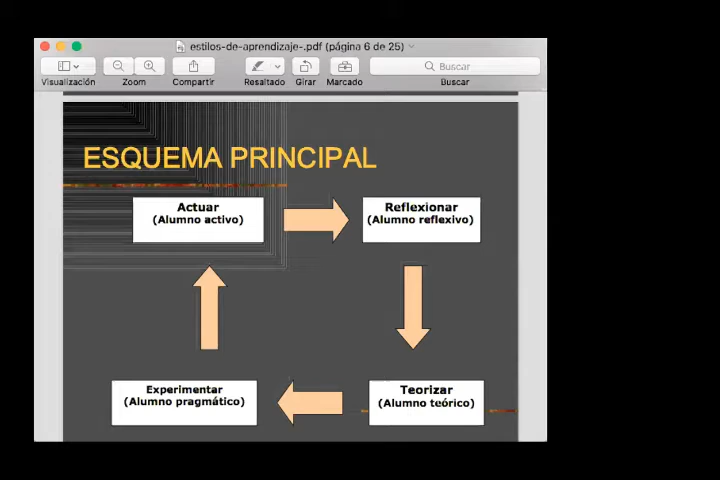 estilos-de-aprendizaje-.pdf (página 6 de 25)
Visualización
Zoom
Compartir
Resaltado
Girar
Marcado
Buscar
Buscar
ESQUEMA PRINCIPAL
Actuar
(Alumno activo)
Reflexionar
(Alumno reflexivo)
Experimentar
(Alumno pragmático)
Teorizar
(Alumno teórico)